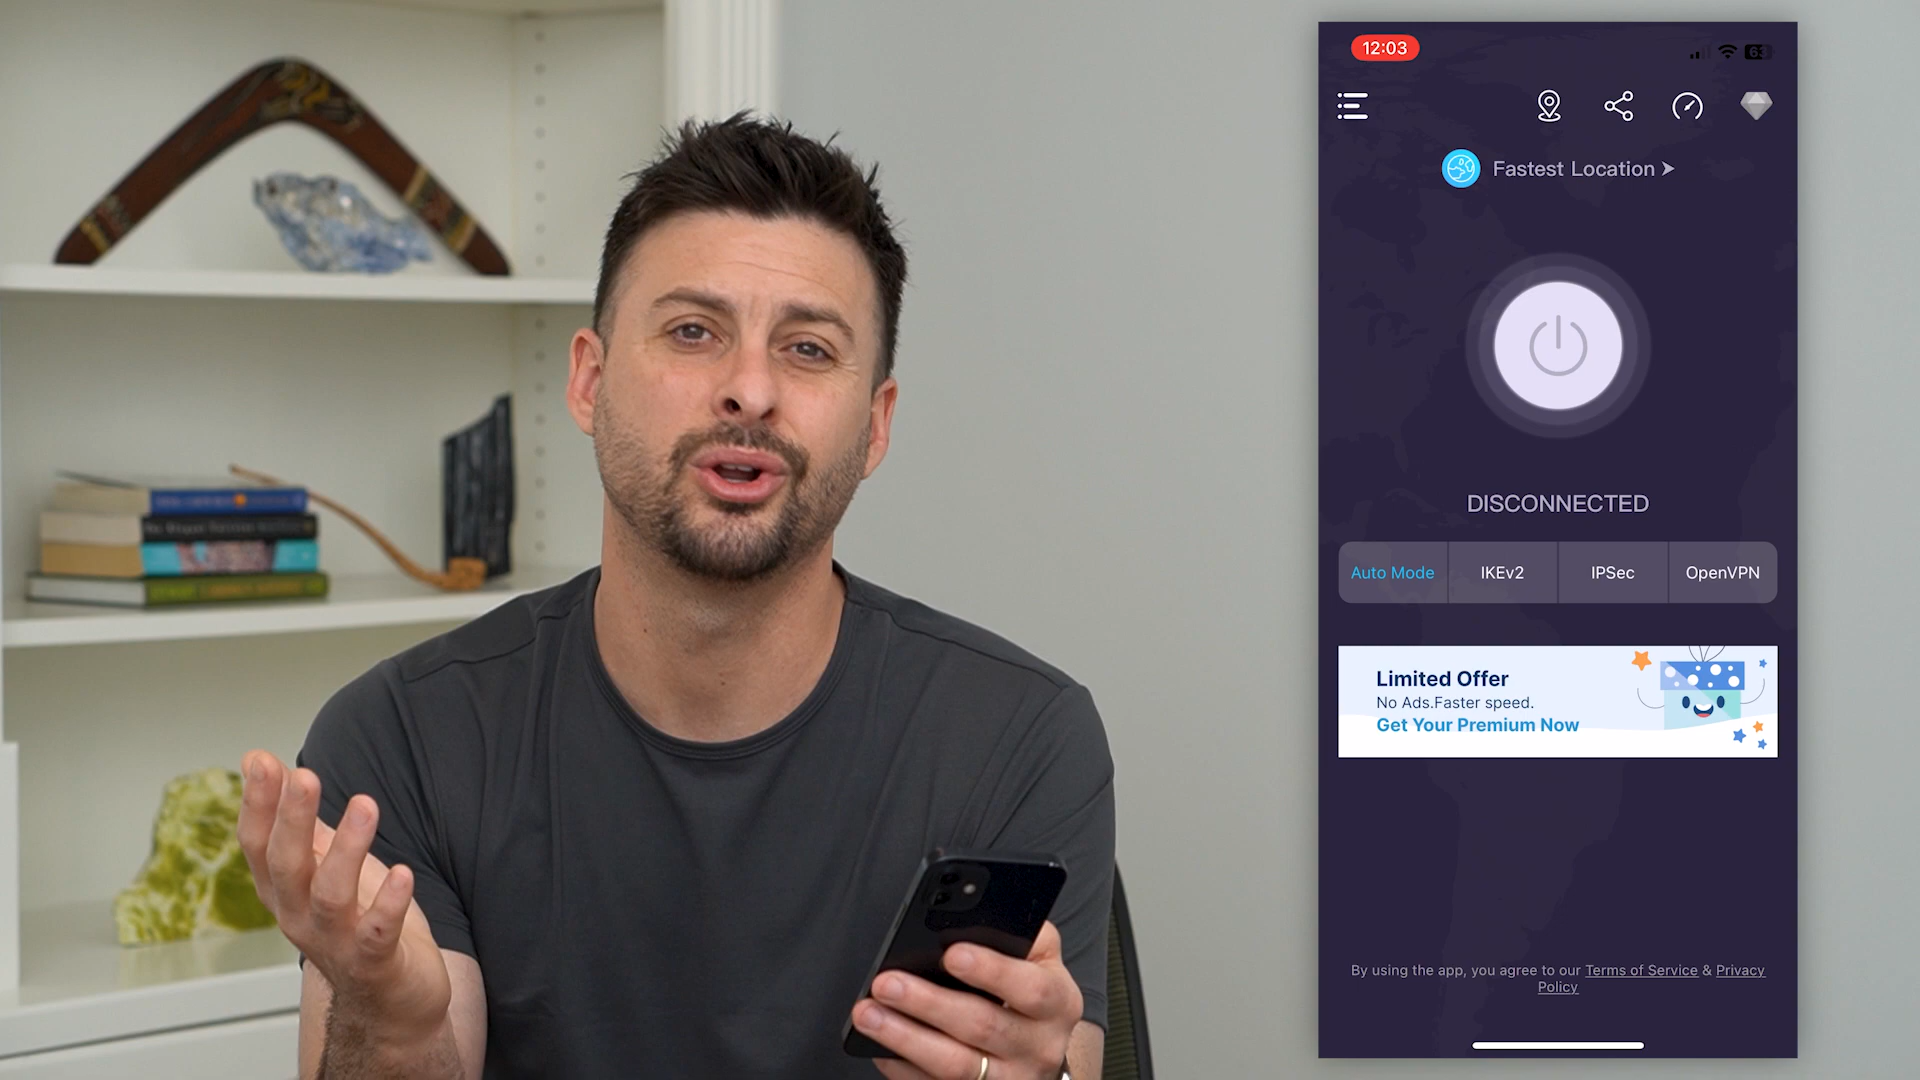 12:03
63
Fastest Location
DISCONNECTED
Auto Mode
IKEv2
IPSec
OpenVPN
Limited Offer
No Ads.Faster speed.
Get Your Premium Now
By using the app, you agree to our Terms of Service & Privacy
Policy